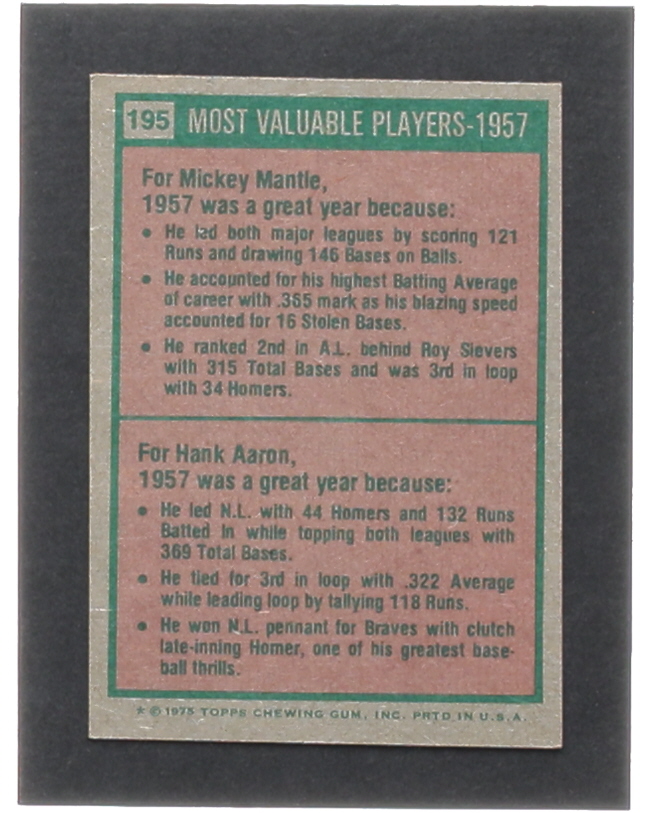 195 MOST VALUABLE PLAYERS-1957
For Mickey Mantle,
1957 was a great year because:
• He led both major leagues by scoring 121
Runs and drawing 146 Bases on Balls.
• He accounted for his highest Batting Average
of career with .365 mark as his blazing speed
accounted for 16 Stolen Bases.
• He ranked 2nd in A.L. behind Roy Sievers
with 315 Total Bases and was 3rd in loop
with 34 Homers.
For Hank Aaron,
1957 was a great year because:
• He led N.L. with 44 Homers and 132 Runs
Batted In while topping both leagues with
369 Total Bases.
• He tied for 3rd in loop with .322 Average
while leading loop by tallying 118 Runs.
• He won N.L. pennant for Braves with clutch
late-inning Homer, one of his greatest base-
ball thrills.
* © 1975 TOPPS CHEWING GUM, INC. PRTD IN U.S.A.